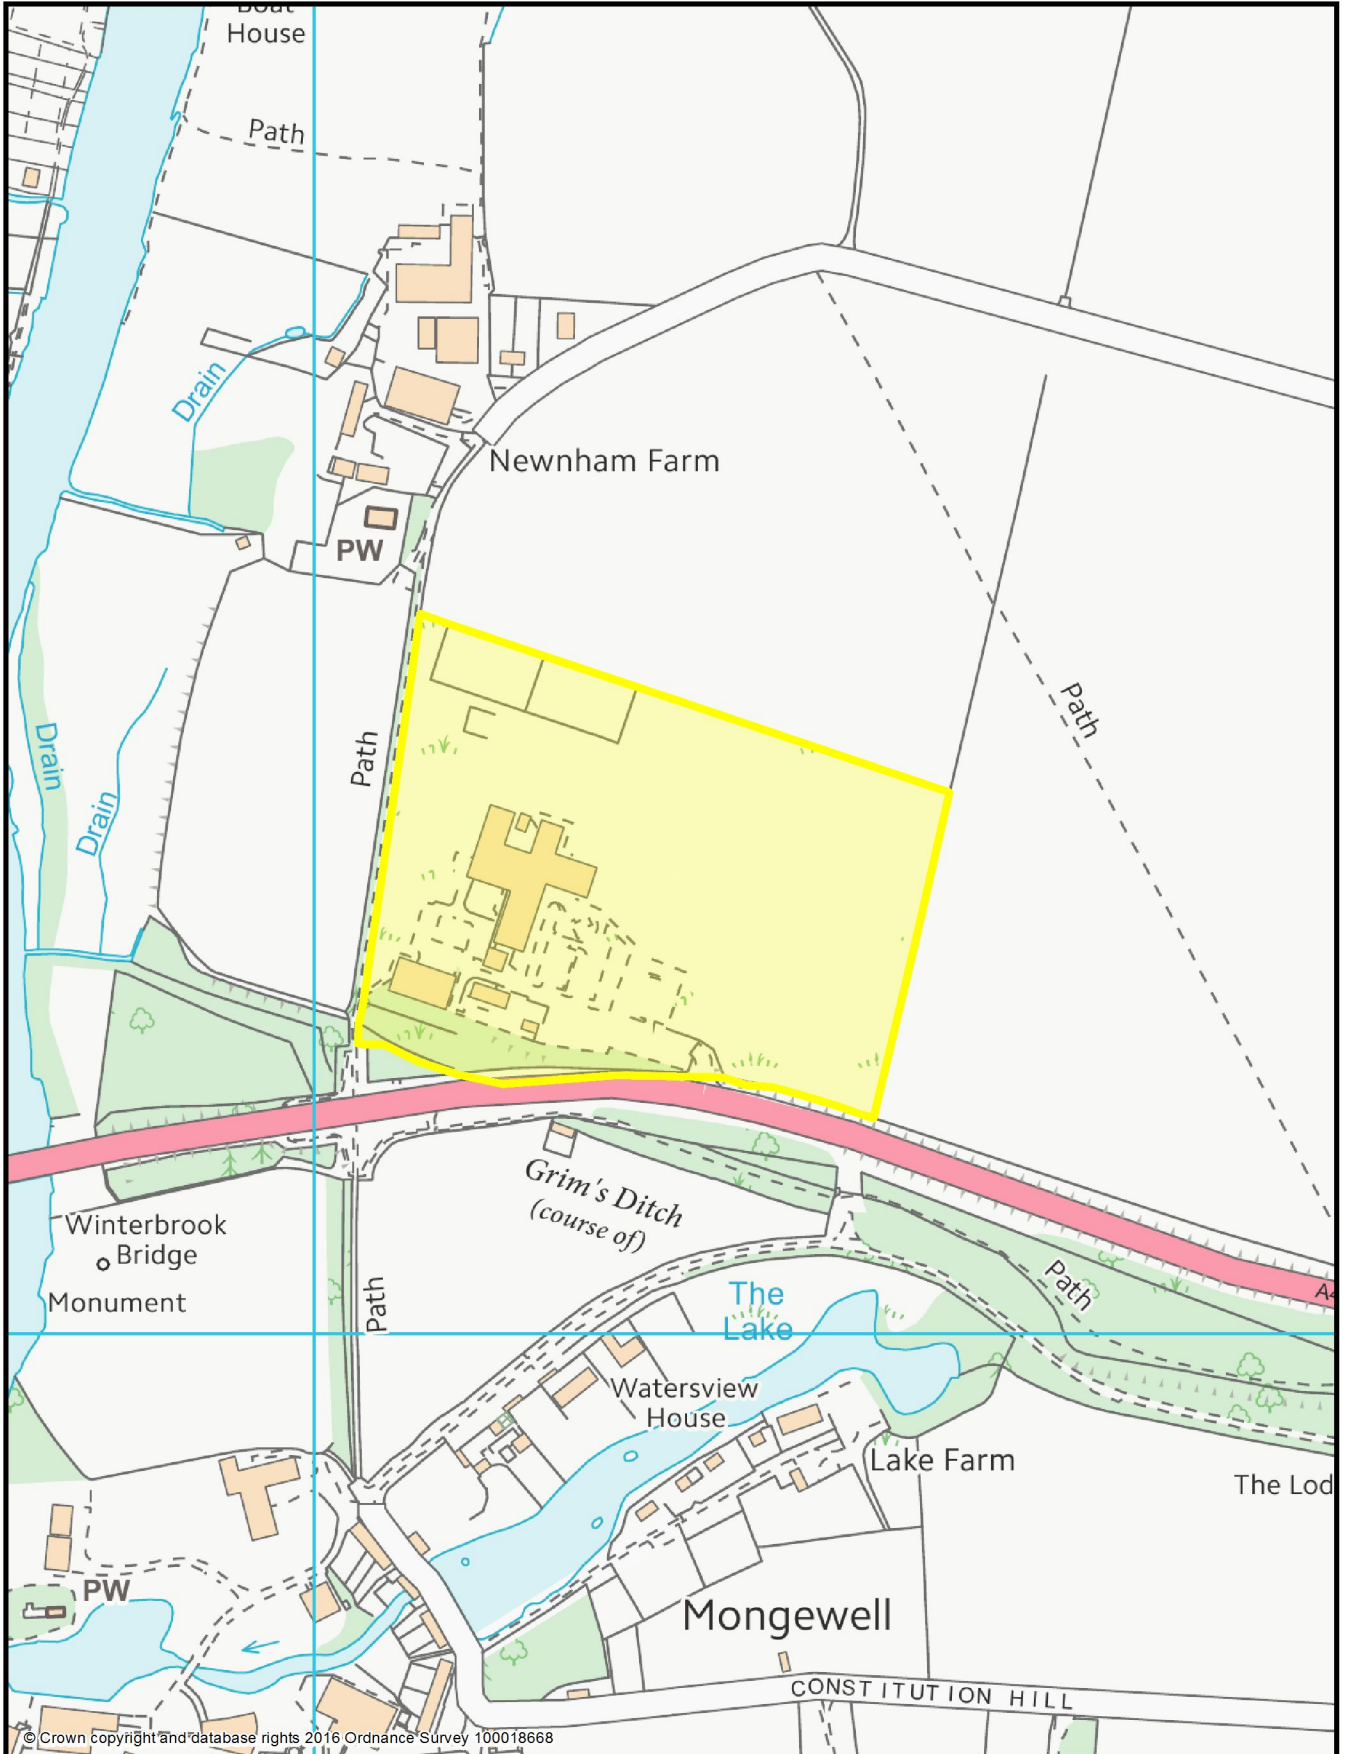 House
Path
Drain
Newnham Farm
PW
Path
Drain
Drain
Path
Grim's Ditch
(course of)
Winterbrook
Bridge
Monument
Path
The
Lake
Path
Watersview
House
Lake Farm
The Lod
PW
Mongewell
CONSTITUTION HILL
© Crown copyright and database rights 2016 Ordnance Survey 100018668